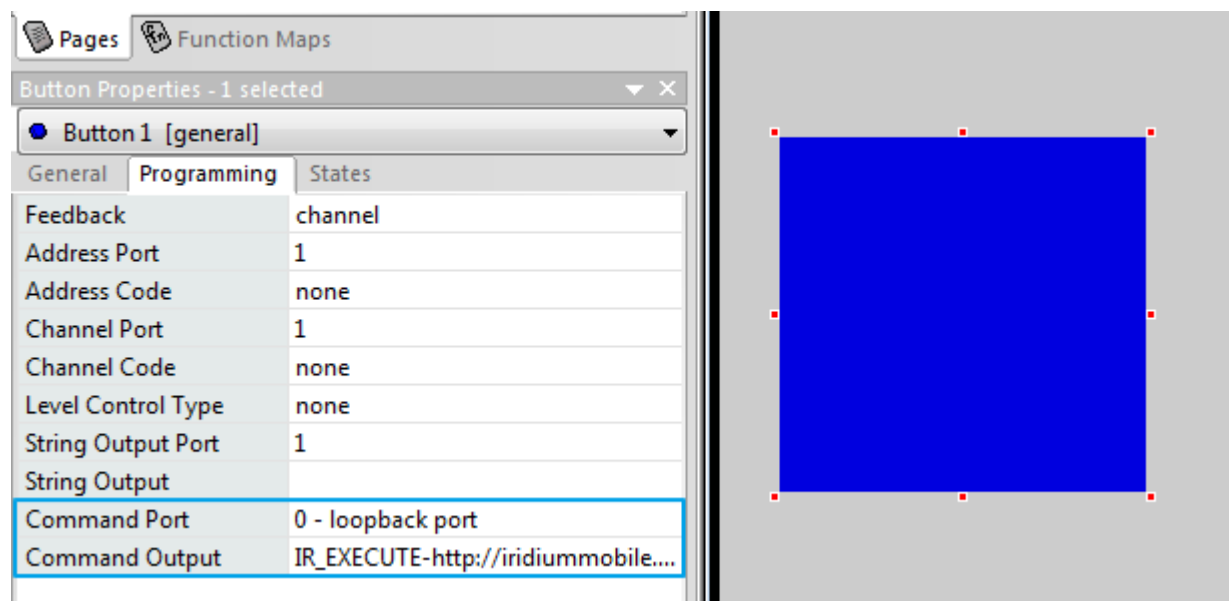 Pages Function Maps
Button Properties - 1 selected
Button 1 [general]
General Programming States
Feedback channel
Address Port 1
Address Code none
Channel Port 1
Channel Code none
Level Control Type none
String Output Port 1
String Output
Command Port 0 - loopback port
Command Output IR_EXECUTE-http://iridiummobile....